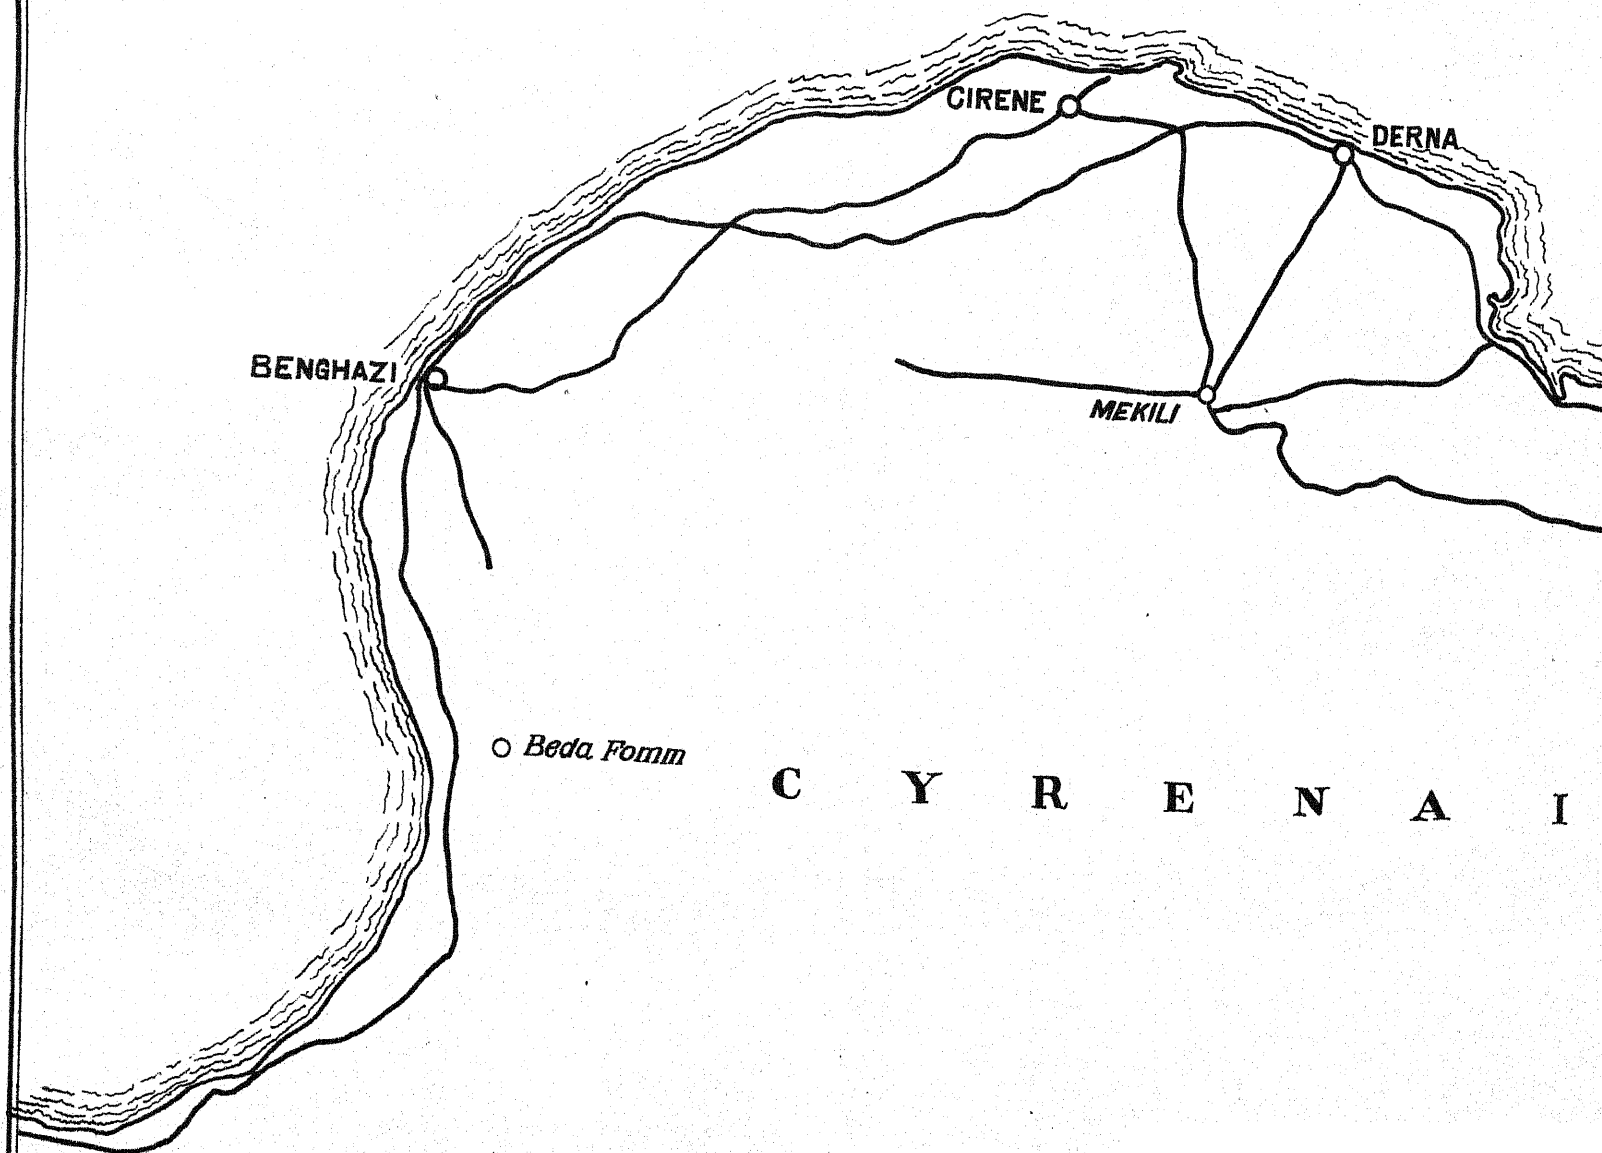 CIRENE
DERNA
BENGHAZI
MEKILI
Beda Fomm
C Y R E N A I